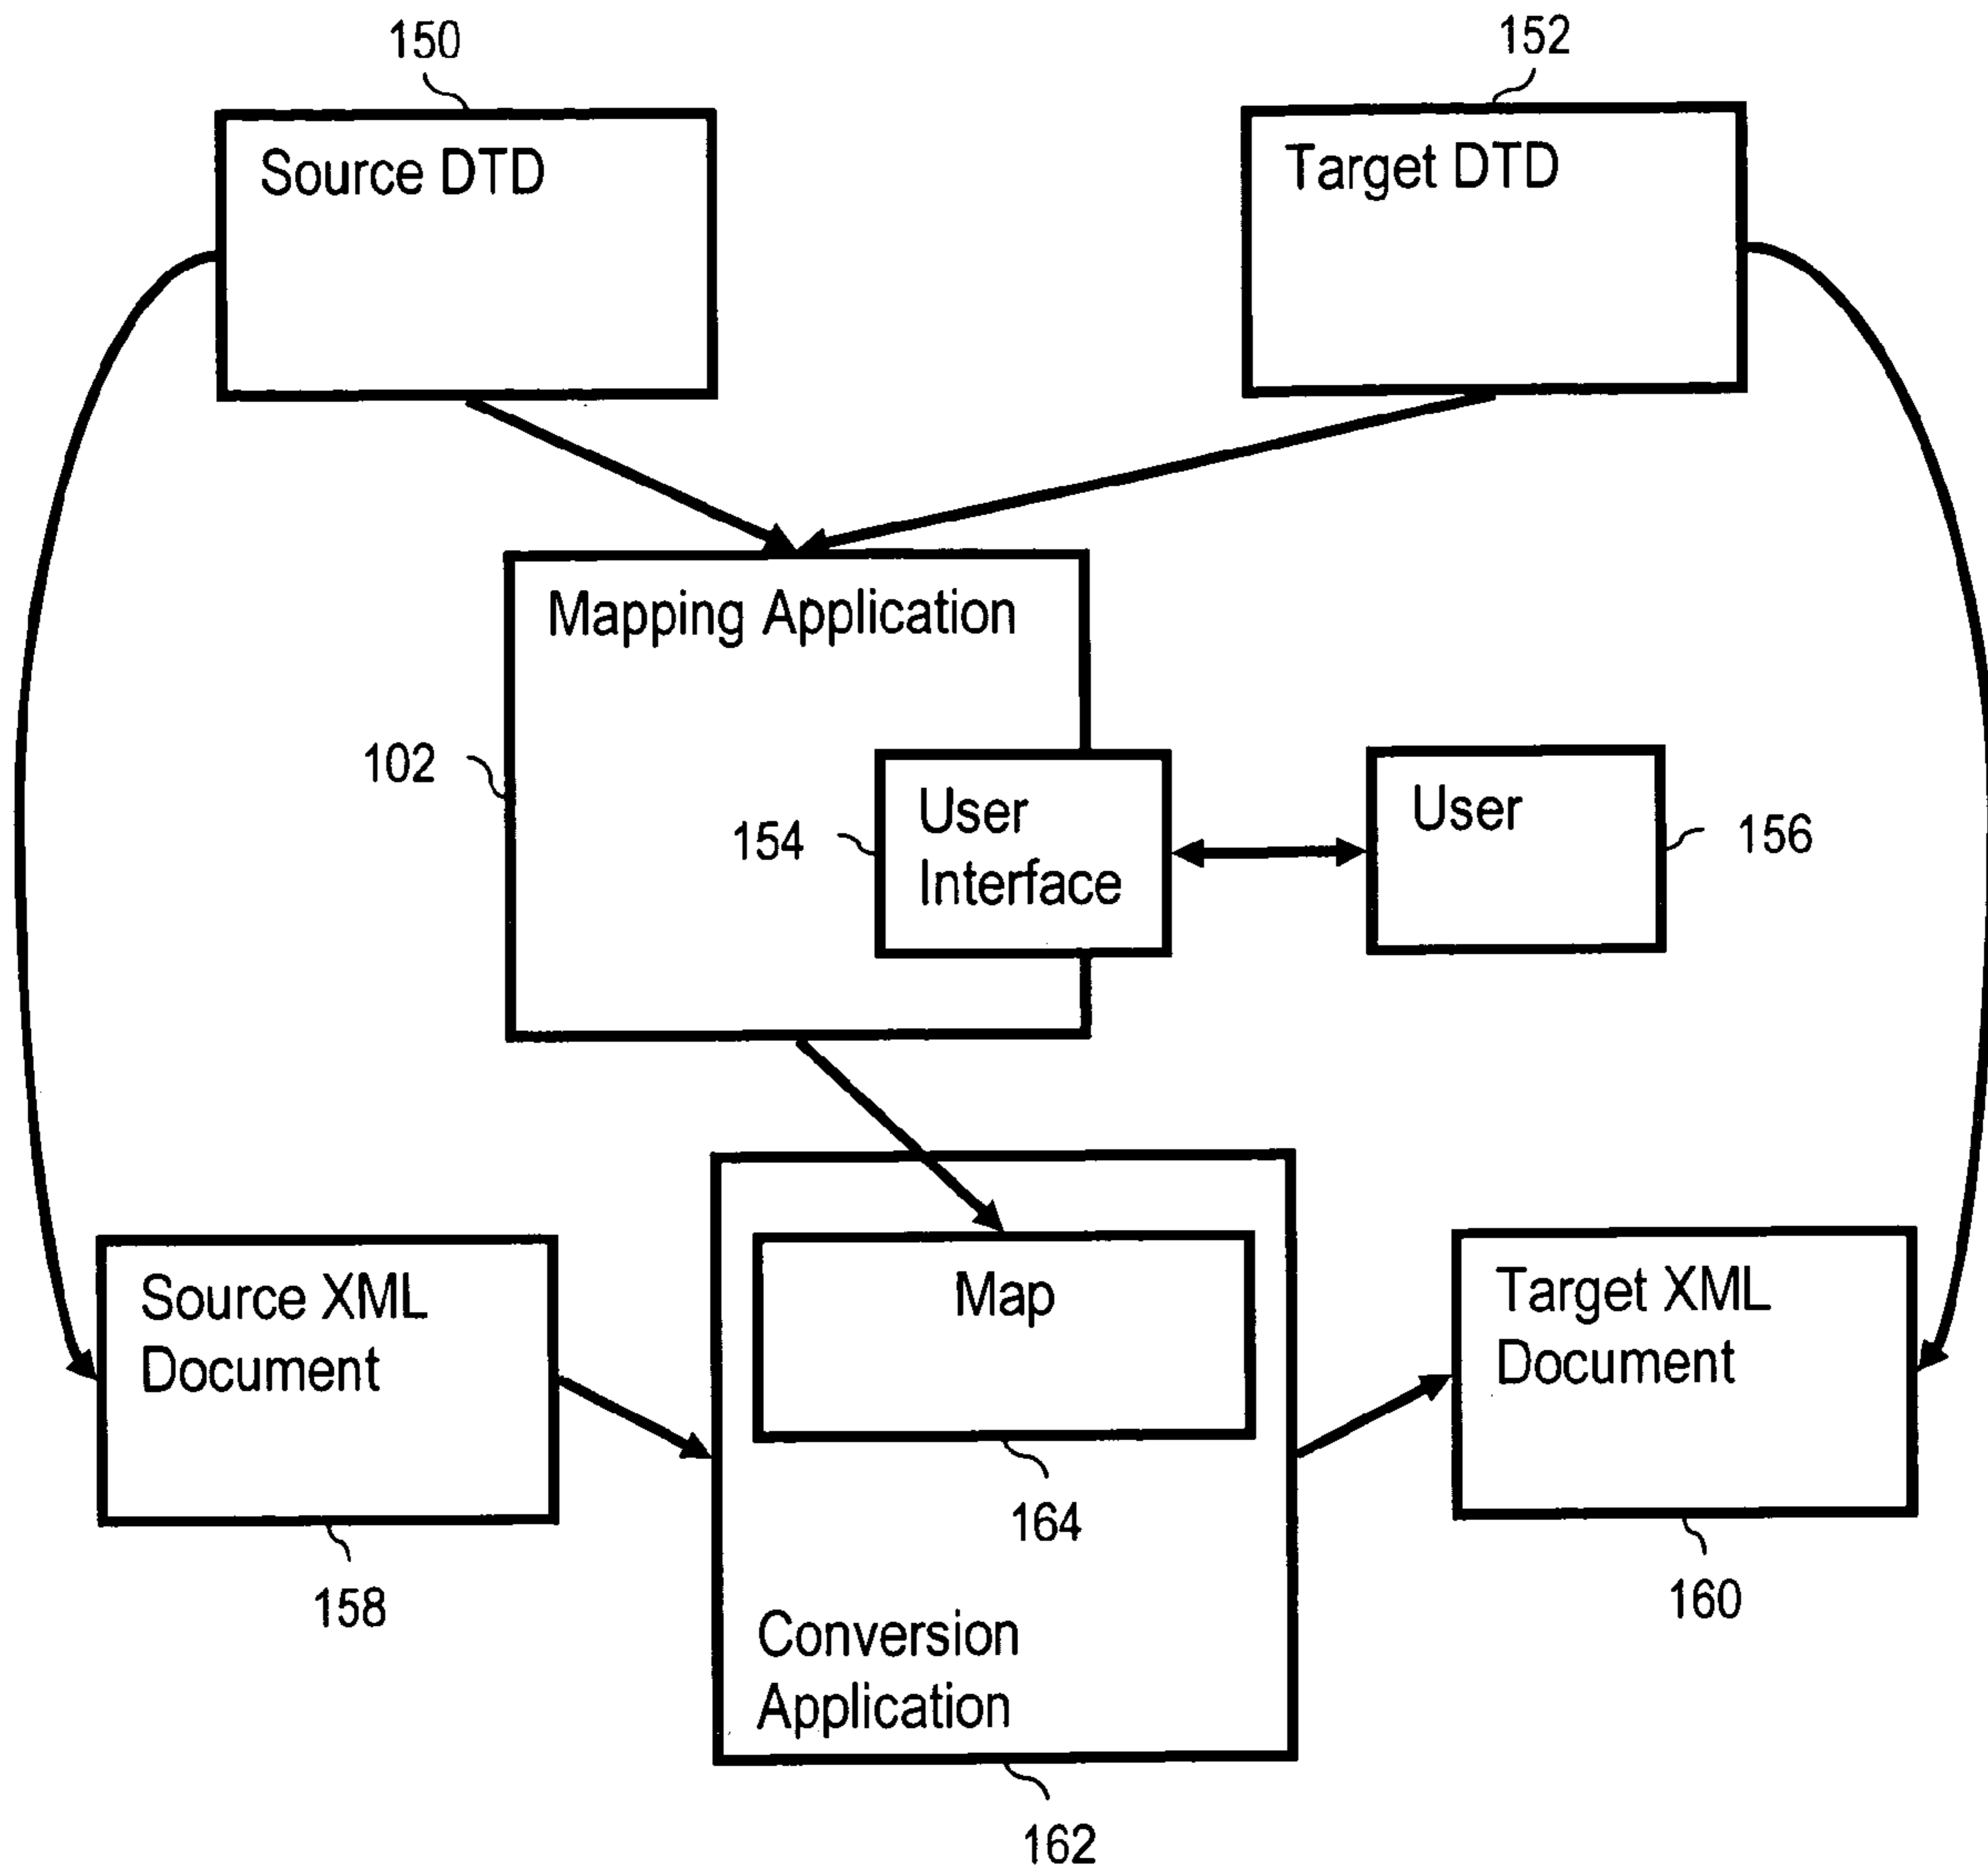 150
152
Source DTD
Target DTD
Mapping Application
102
154
User
Interface
User
156
Source XML
Document
Map
Target XML
Document
164
158
160
Conversion
Application
162